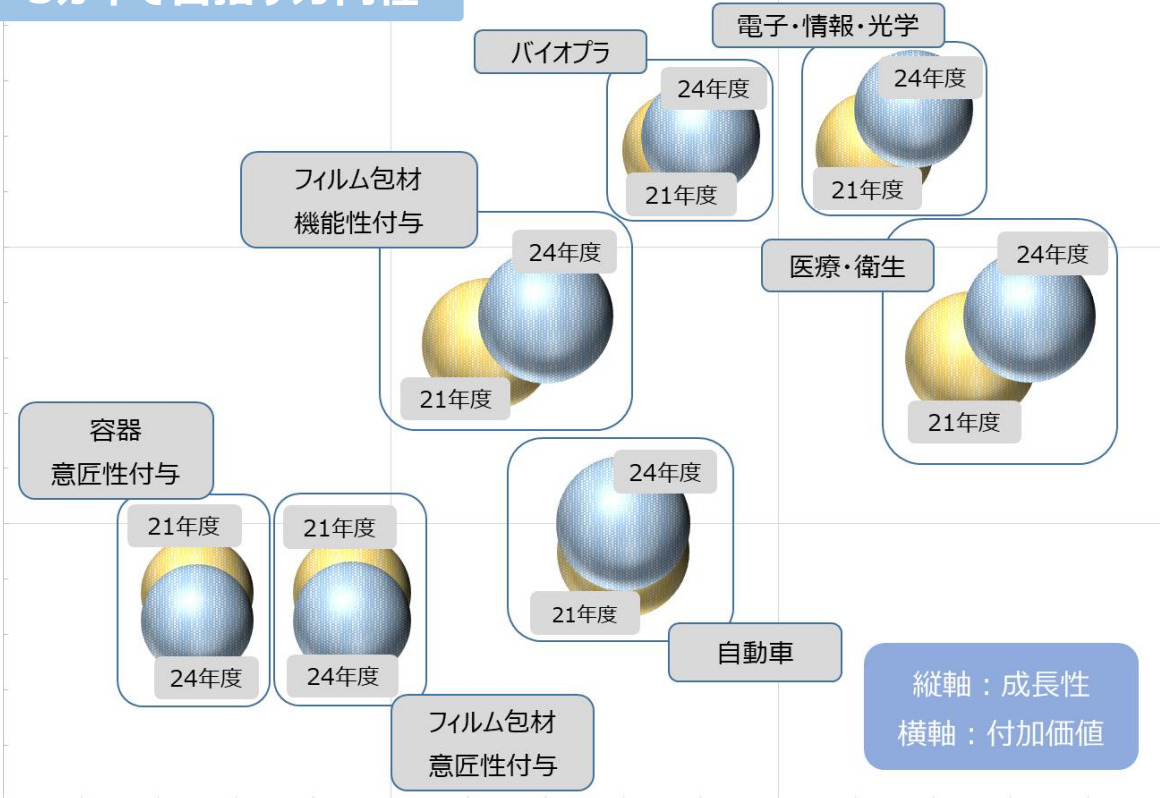 電子・情報・光学
バイオプラ
24年度
21年度
24年度
21年度
フィルム包材
機能性付与
24年度
21年度
医療・衛生
24年度
21年度
容器
意匠性付与
21年度
24年度
21年度
24年度
フィルム包材
意匠性付与
24年度
21年度
自動車
縦軸：成長性
横軸：付加価値